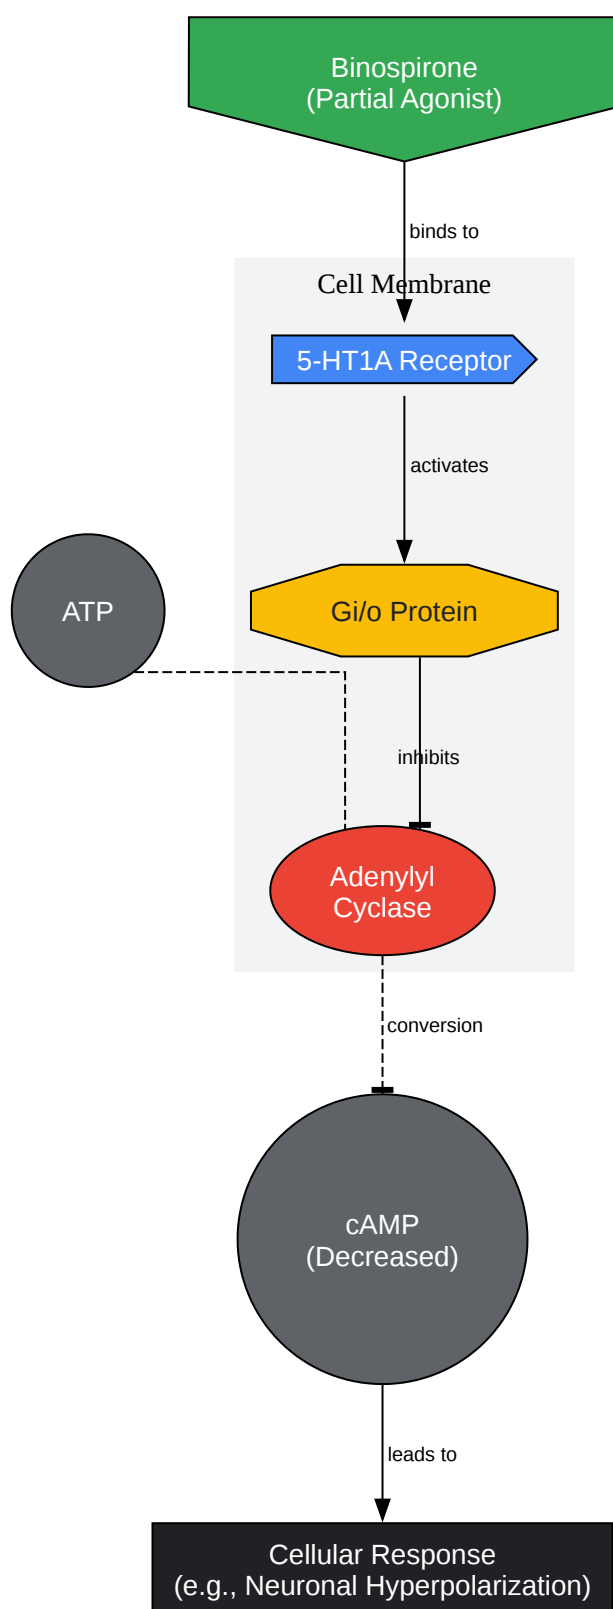 Binospirone
(Partial Agonist)
binds to
Cell Membrane
5-HT1A Receptor
activates
ATP
Gi/o Protein
inhibits
Adenylyl
Cyclase
conversion
cAMP
(Decreased)
leads to
Cellular Response
(e.g., Neuronal Hyperpolarization)